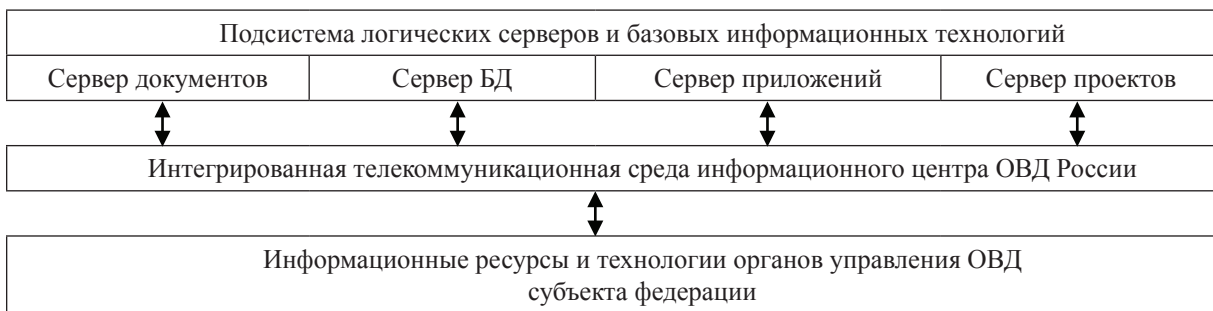 Подсистема логических серверов и базовых информационных технологий
Сервер документов
Сервер БД
Сервер приложений
Сервер проектов
Интегрированная телекоммуникационная среда информационного центра ОВД России
Информационные ресурсы и технологии органов управления ОВД
субъекта федерации